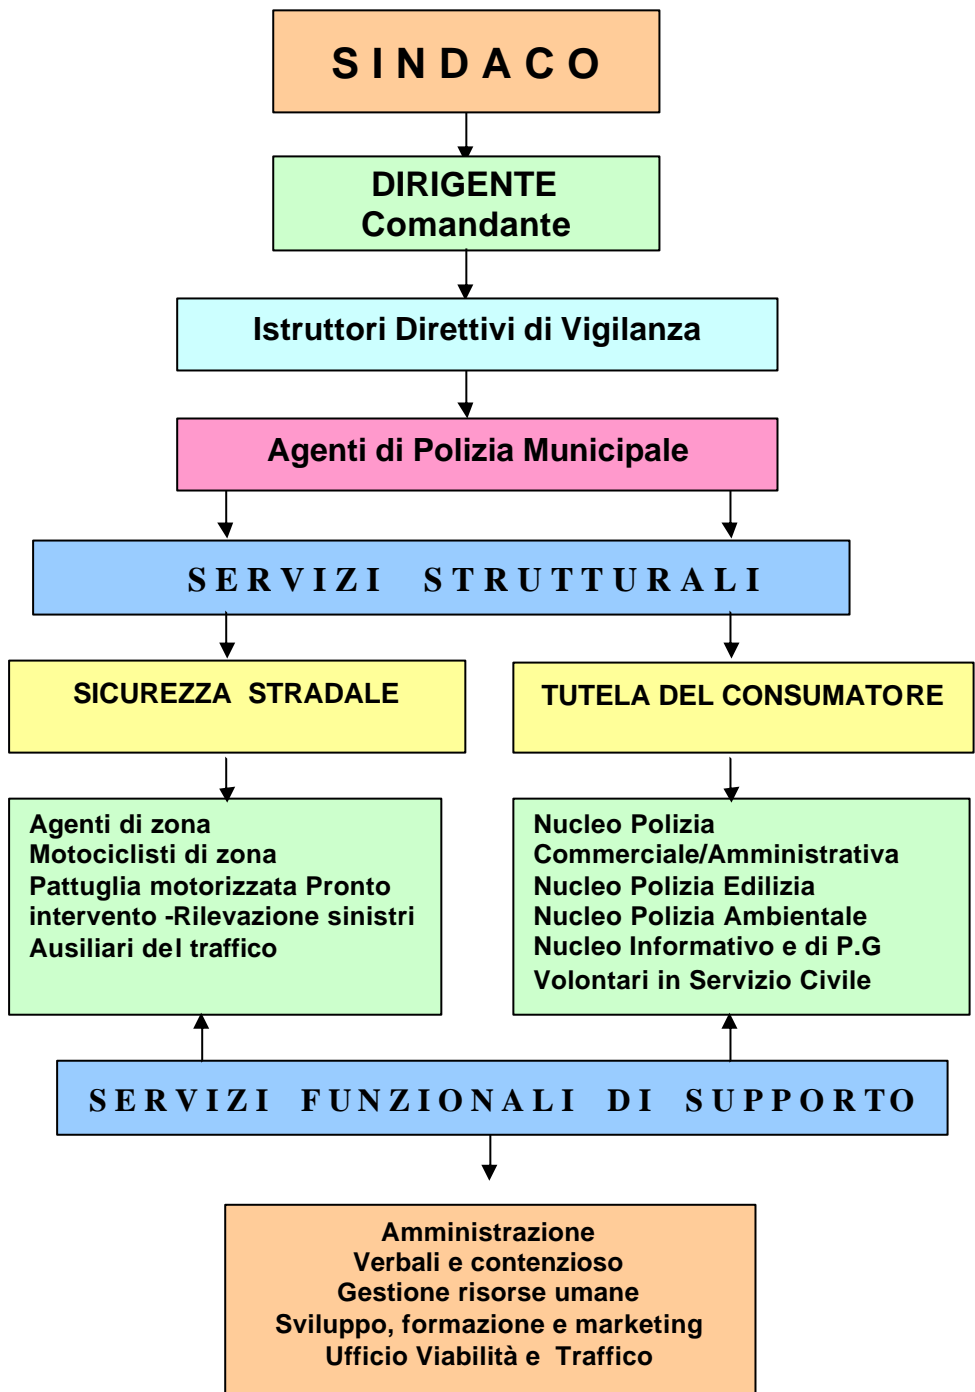 SINDACO
DIRIGENTE
Comandante
Istruttori Direttivi di Vigilanza
Agenti di Polizia Municipale
SERVIZI STRUTTURALI
SICUREZZA STRADALE
TUTELA DEL CONSUMATORE
Agenti di zona
Motociclisti di zona
Pattuglia motorizzata Pronto
intervento -Rilevazione sinistri
Ausiliari del traffico
Nucleo Polizia
Commerciale/Amministrativa
Nucleo Polizia Edilizia
Nucleo Polizia Ambientale
Nucleo Informativo e di P.G
Volontari in Servizio Civile
SERVIZI FUNZIONALI DI SUPPORTO
Amministrazione
Verbali e contenzioso
Gestione risorse umane
Sviluppo, formazione e marketing
Ufficio Viabilità e Traffico